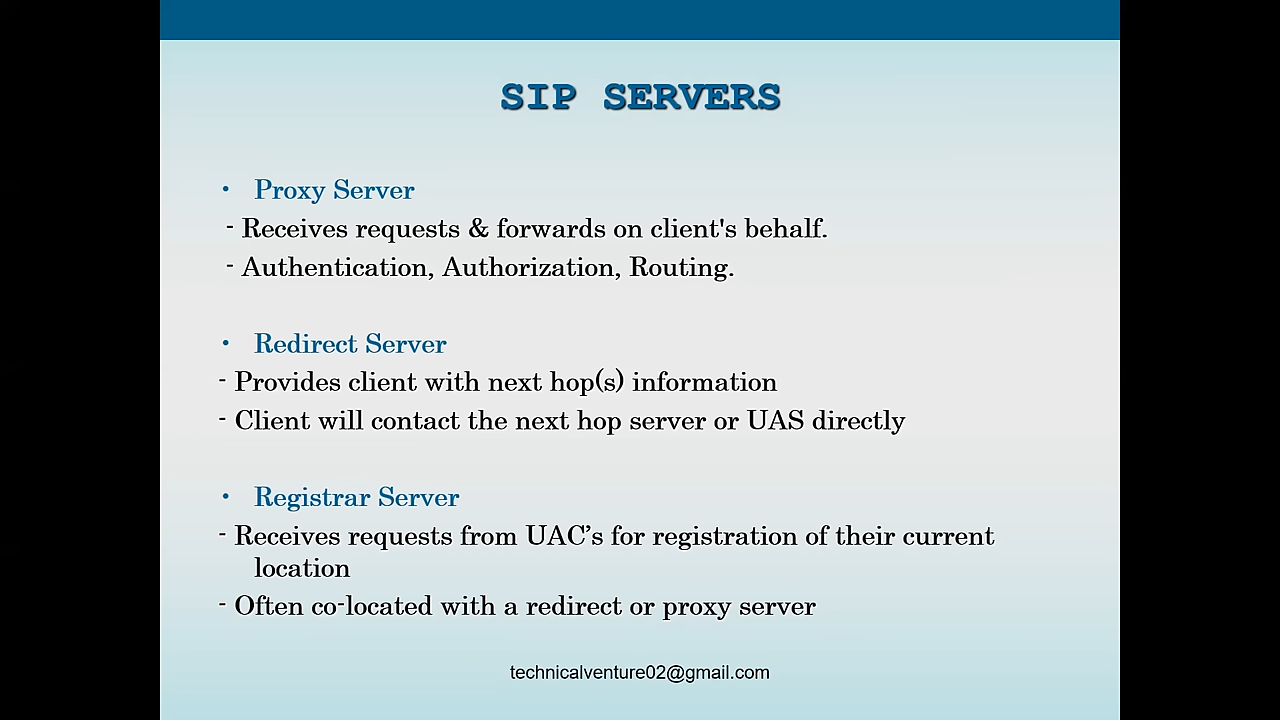 SIP SERVERS
• Proxy Server
- Receives requests & forwards on client's behalf.
- Authentication, Authorization, Routing.
• Redirect Server
- Provides client with next hop(s) information
- Client will contact the next hop server or UAS directly
• Registrar Server
- Receives requests from UAC’s for registration of their current
location
- Often co-located with a redirect or proxy server
technicalventure02@gmail.com